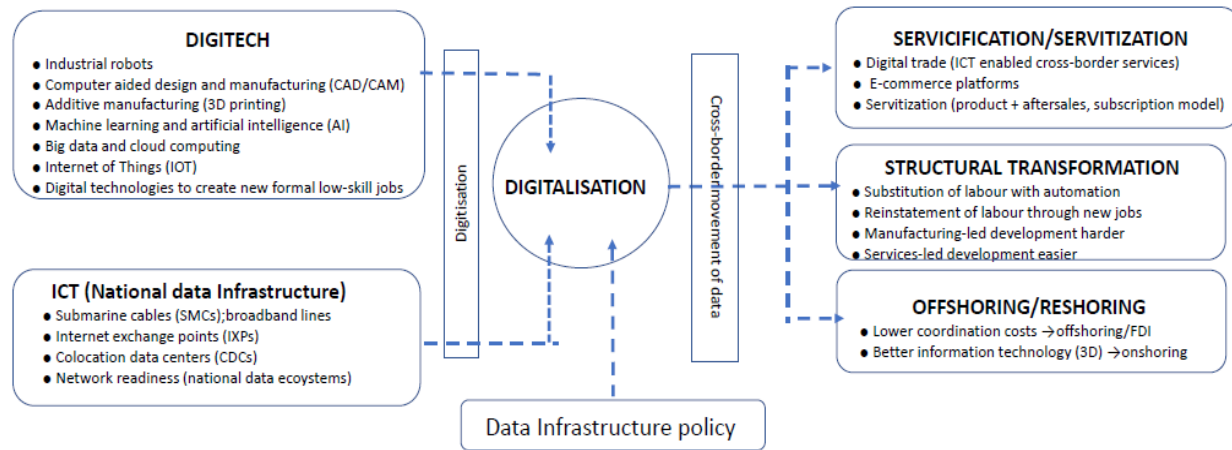 DIGITECH
● Industrial robots
● Computer aided design and manufacturing (CAD/CAM)
● Additive manufacturing (3D printing)
● Machine learning and artificial intelligence (AI)
● Big data and cloud computing
● Internet of Things (IOT)
● Digital technologies to create new formal low-skill jobs
ICT (National data Infrastructure)
● Submarine cables (SMCs);broadband lines
● Internet exchange points (IXPs)
● Colocation data centers (CDCs)
● Network readiness (national data ecosystems)
Digitisation
DIGITALISATION
Data Infrastructure policy
Cross-border movement of data
SERVICIFICATION/SERVITIZATION
● Digital trade (ICT enabled cross-border services)
● E-commerce platforms
● Servitization (product + aftersales, subscription model)
STRUCTURAL TRANSFORMATION
● Substitution of labour with automation
● Reinstatement of labour through new jobs
● Manufacturing-led development harder
● Services-led development easier
OFFSHORING/RESHORING
● Lower coordination costs →offshoring/FDI
● Better information technology (3D) →onshoring